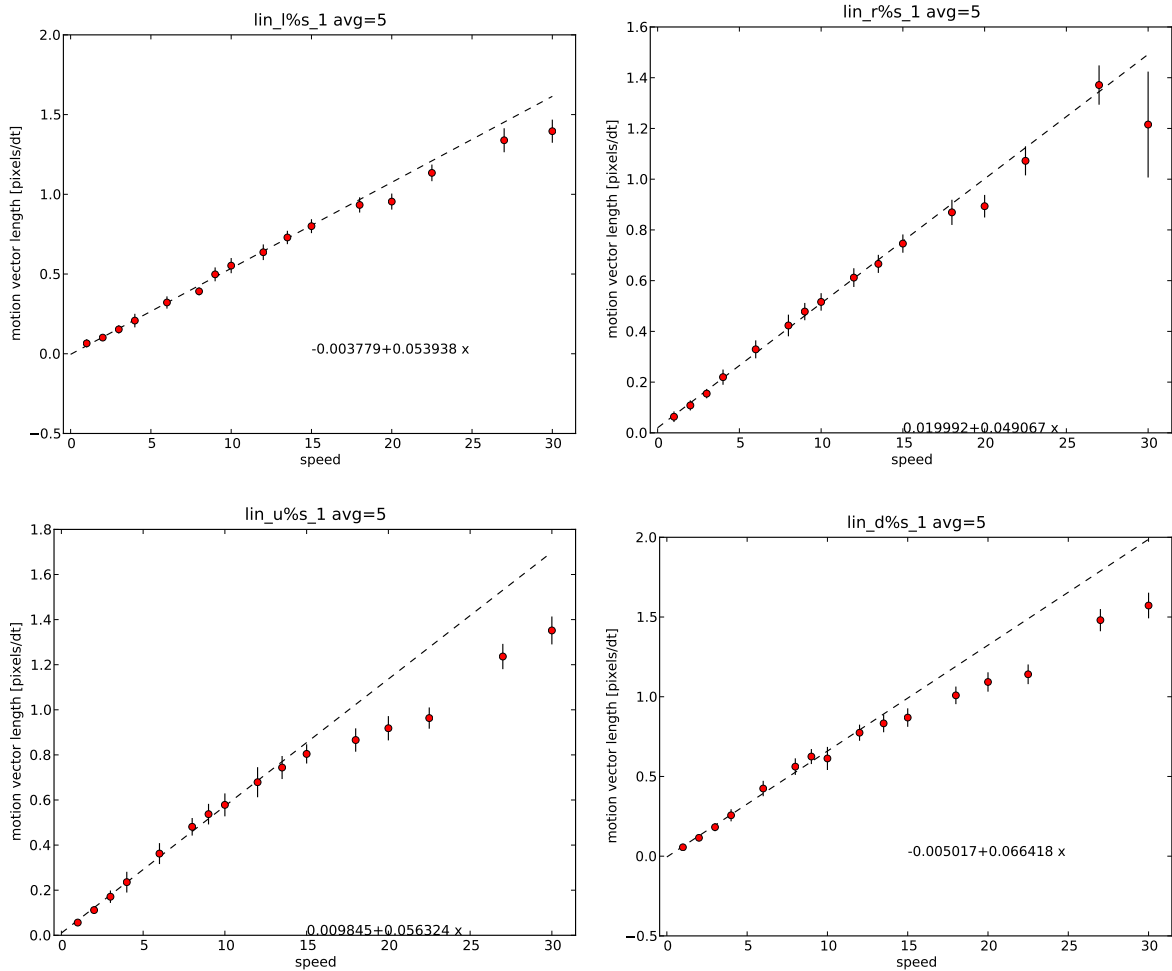 lin_l%s_1 avg=5
2.0
1.5
1.0
0.5
0.0
−0.5
motion vector length [pixels/dt]
-0.003779+0.053938 x
0 5 10 15 20 25 30
speed
lin_r%s_1 avg=5
1.6
1.4
1.2
1.0
0.8
0.6
0.4
0.2
0.0
motion vector length [pixels/dt]
0.019992+0.049067 x
0 5 10 15 20 25 30
speed
lin_u%s_1 avg=5
1.8
1.6
1.4
1.2
1.0
0.8
0.6
0.4
0.2
0.0
motion vector length [pixels/dt]
0.009845+0.056324 x
0 5 10 15 20 25 30
speed
lin_d%s_1 avg=5
2.0
1.5
1.0
0.5
0.0
−0.5
motion vector length [pixels/dt]
-0.005017+0.066418 x
0 5 10 15 20 25 30
speed